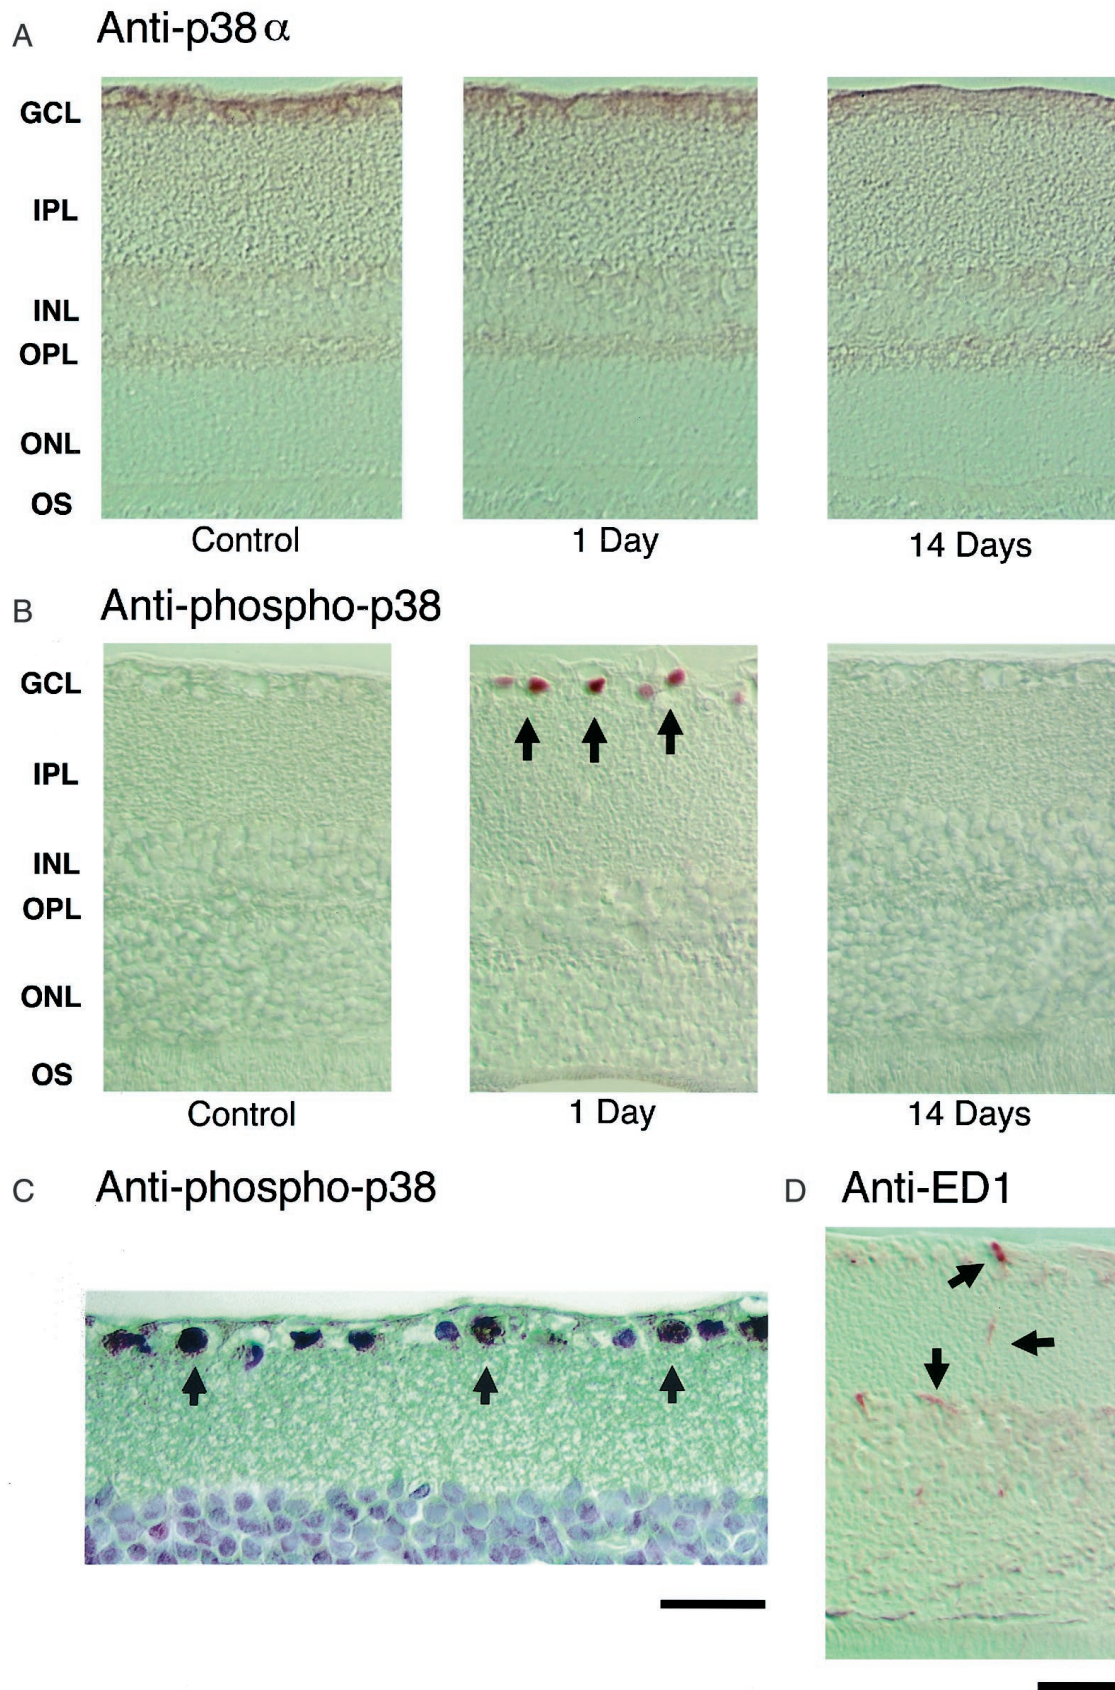 A Anti-p38 α
GCL
IPL
INL
OPL
ONL
OS
Control 1 Day 14 Days
B Anti-phospho-p38
GCL
IPL
INL
OPL
ONL
OS
Control 1 Day 14 Days
C Anti-phospho-p38
D Anti-ED1